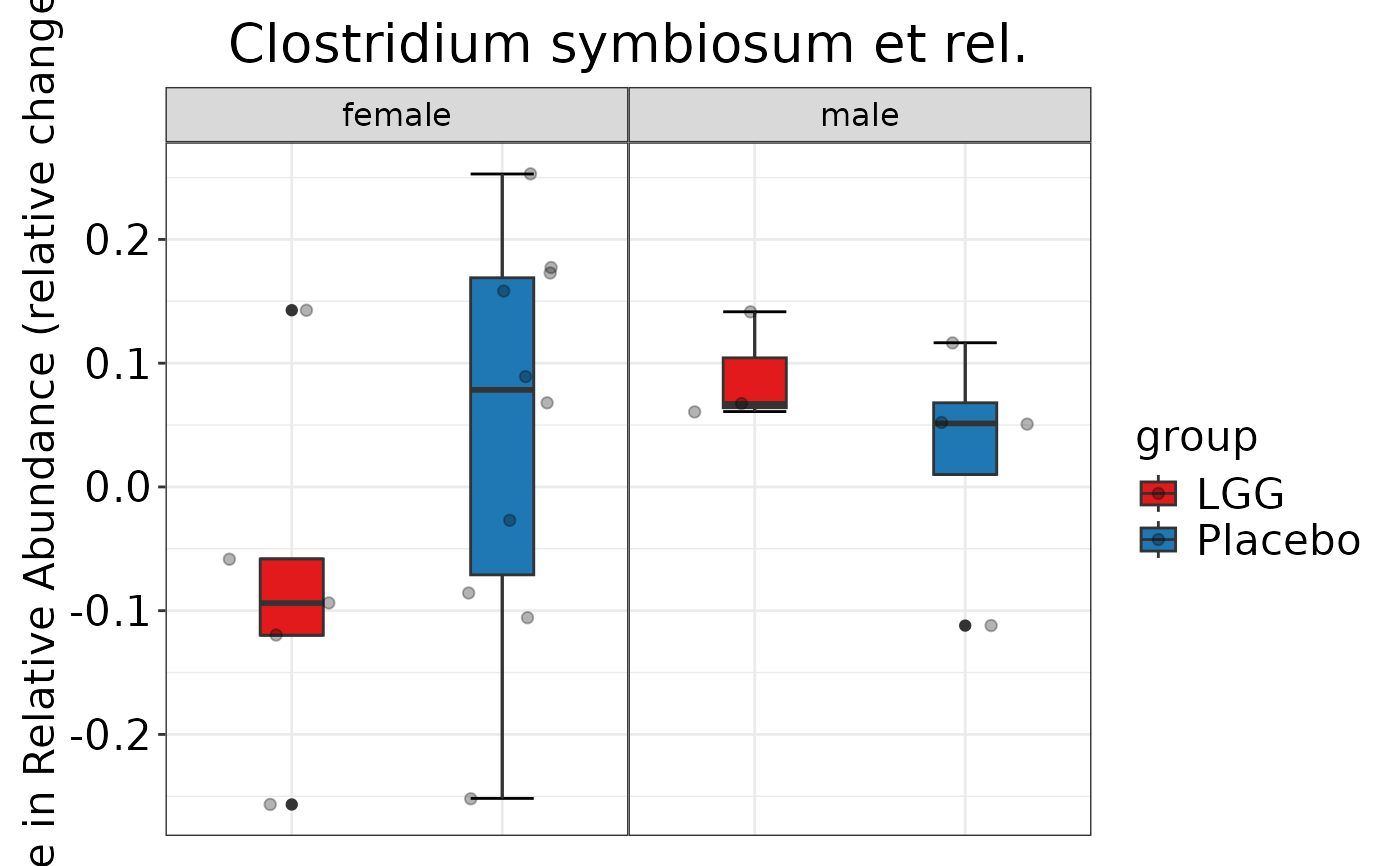 Clostridium symbiosum et rel.
female
male
in Relative Abundance (relative change
0.2
0.1
0.0
-0.1
-0.2
group
LGG
Placebo